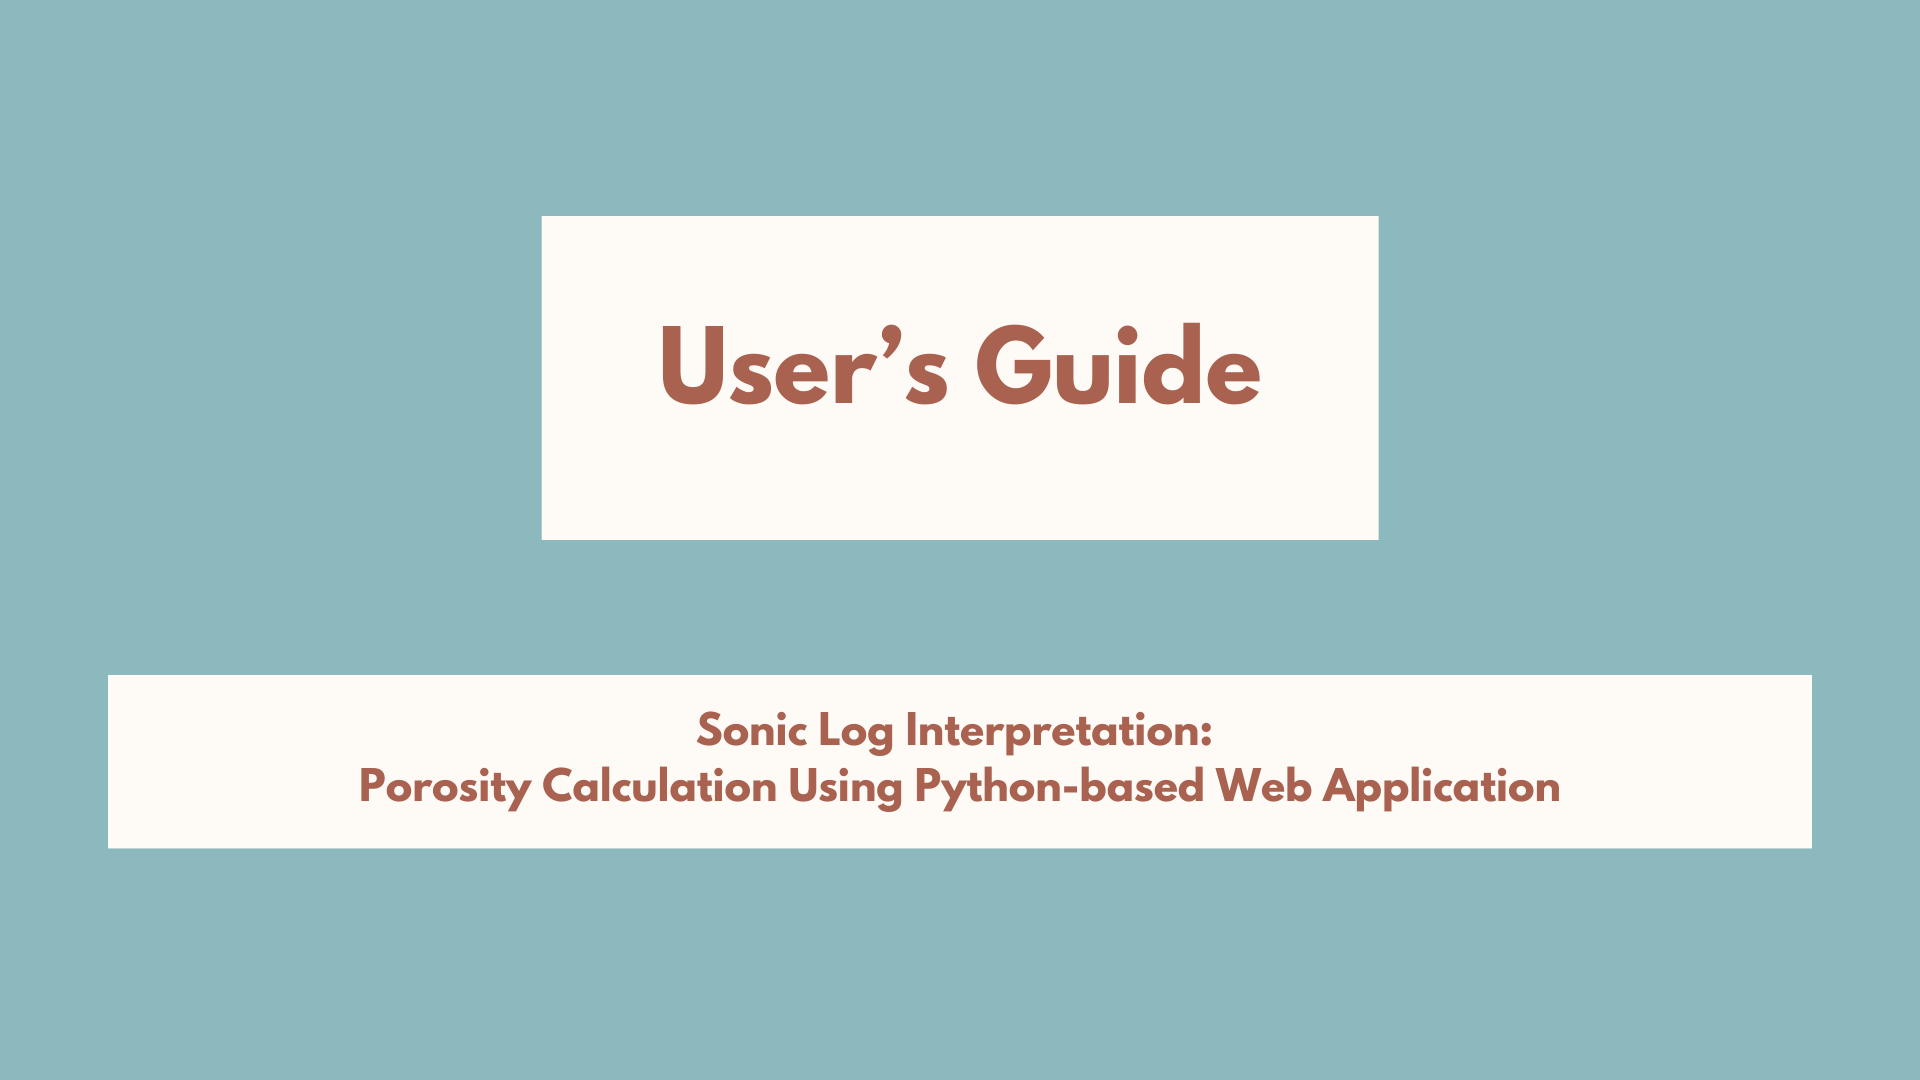 User’s Guide
Sonic Log Interpretation:
Porosity Calculation Using Python-based Web Application